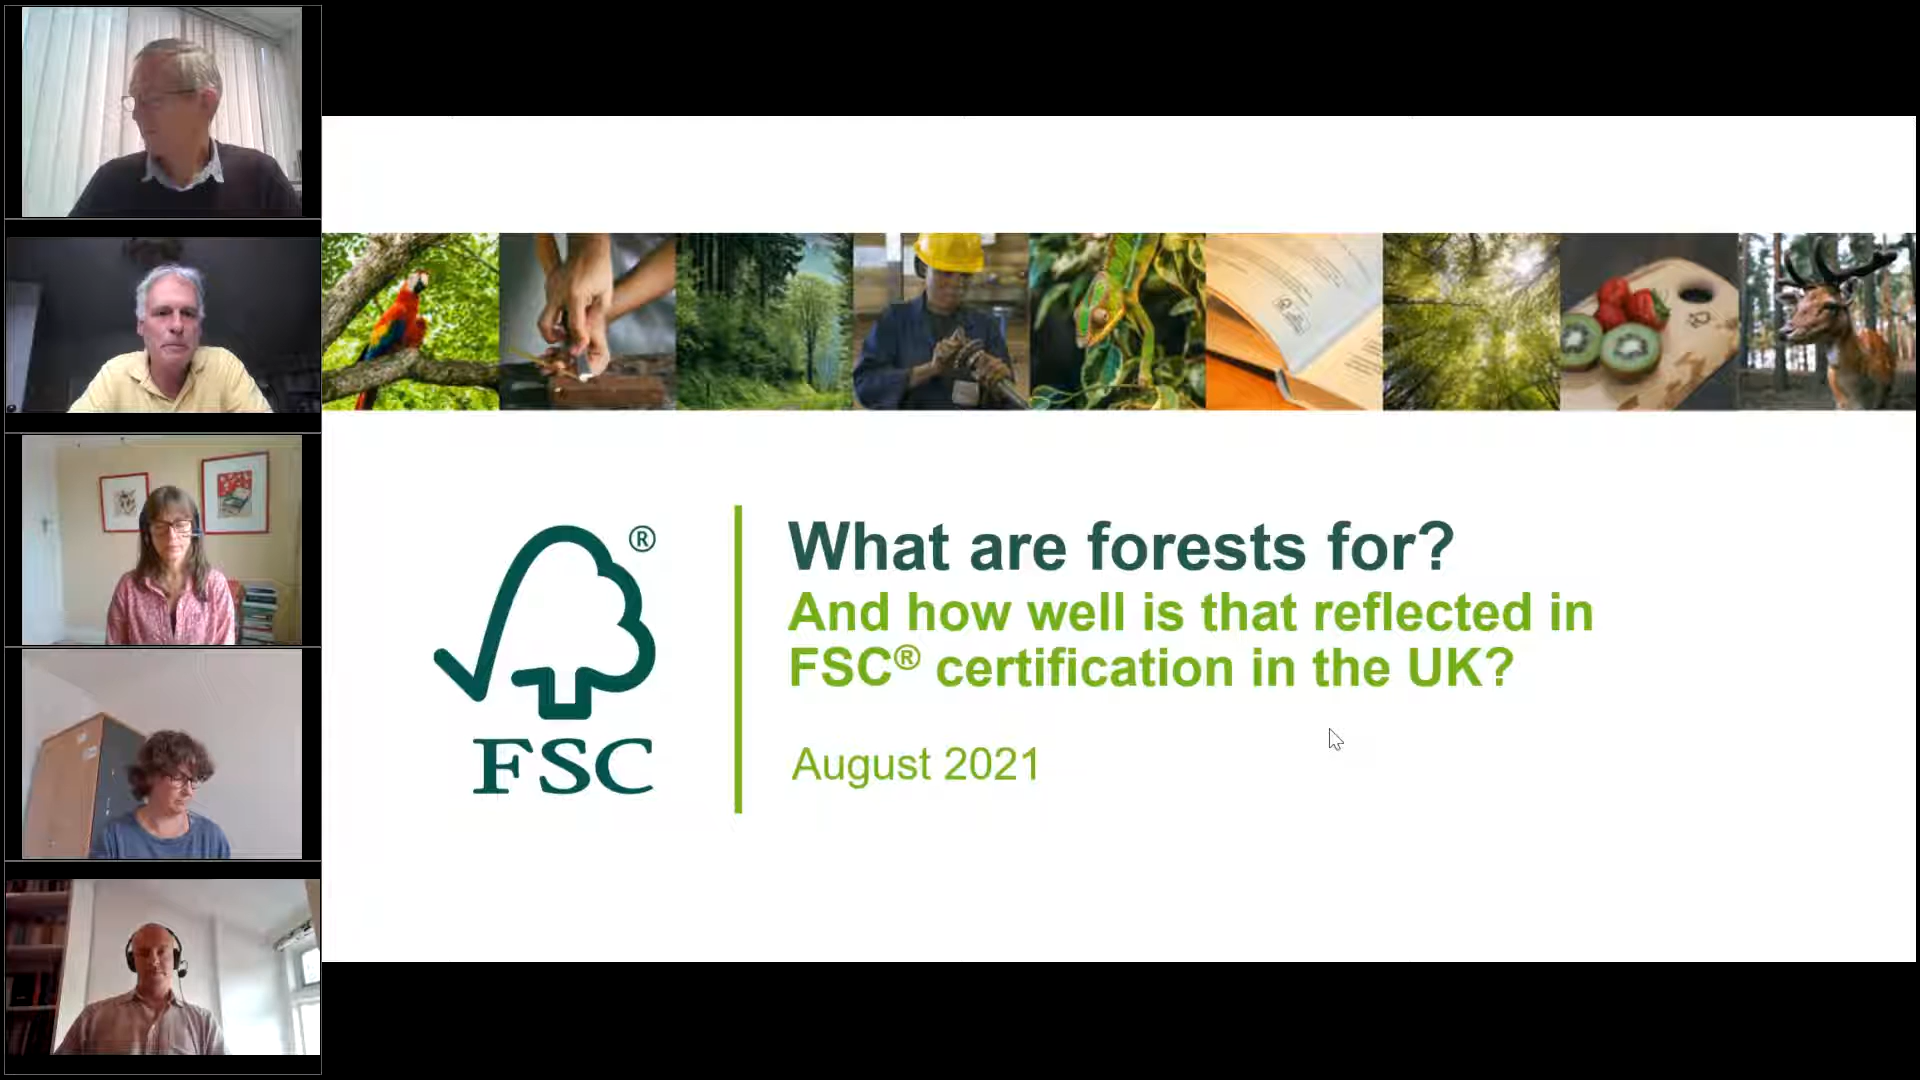 ®
FSC
What are forests for?
And how well is that reflected in
FSC® certification in the UK?
August 2021